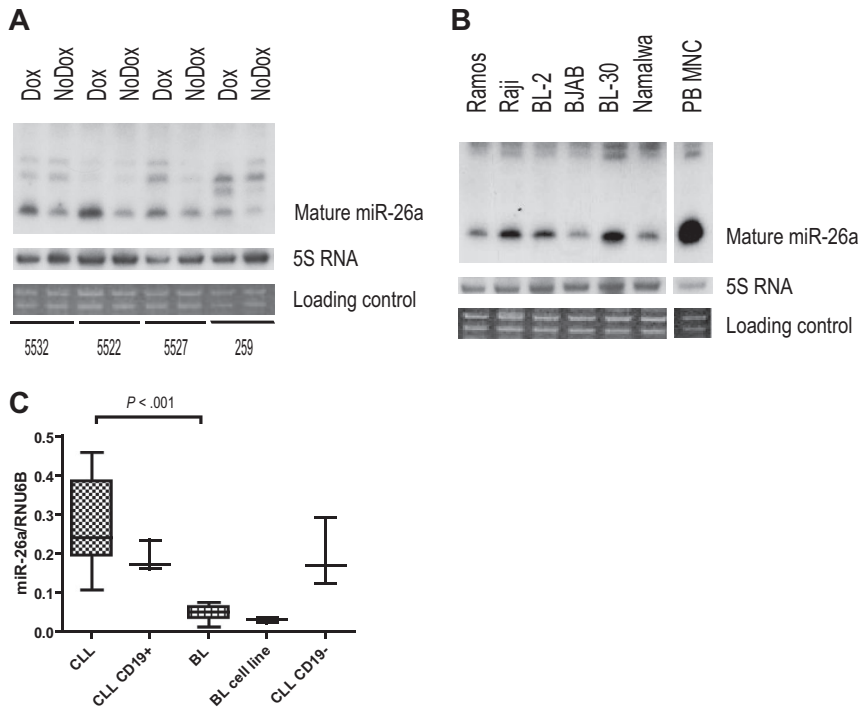 A
Dox
NoDox
Dox
NoDox
Dox
NoDox
Dox
NoDox
Mature miR-26a
5S RNA
Loading control
5532
5522
5527
259
B
Ramos
Raji
BL-2
BJAB
BL-30
Namalwa
PB MNC
Mature miR-26a
5S RNA
Loading control
C
P < .001
miR-26a/RNU6B
0.5
0.4
0.3
0.2
0.1
0.0
CLL
CLL CD19+
BL
BL cell line
CLL CD19-